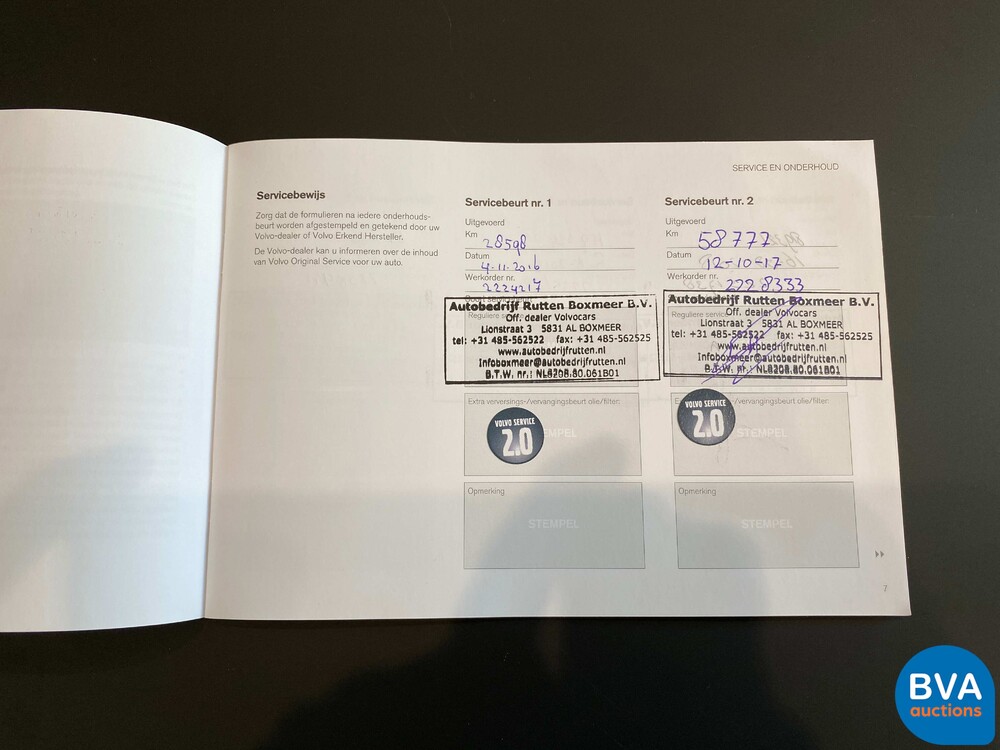 SERVICE EN ONDERHOUD
Servicebewijs
Zorg dat de formulieren na iedere onderhouds-
beurt worden afgestempeld en getekend door uw
Volvo-dealer of Volvo Erkend Hersteller.
De Volvo-dealer kan u informeren over de inhoud
van Volvo Original Service voor uw auto.
Servicebeurt nr. 1
Uitgevoerd
Km 28598
Datum 4-11-2016
Werkorder nr. 2224217
Reguliere service
Autobedrijf Rutten Boxmeer B.V.
Off. dealer Volvocars
Lionstraat 3 5831 AL BOXMEER
tel: +31 485-562522 fax: +31 485-562525
www.autobedrijfrutten.nl
Infoboxmeer@autobedrijfrutten.nl
B.T.W. nr.: NL8208.80.061B01
Extra verversings-/vervangingsbeurt olie/filter:
VOLVO SERVICE
2.0
STEMPEL
Opmerking
STEMPEL
Servicebeurt nr. 2
Uitgevoerd
Km 58777
Datum 12-10-17
Werkorder nr. 2228333
Autobedrijf Rutten Boxmeer B.V.
Off. dealer Volvocars
Lionstraat 3 5831 AL BOXMEER
tel: +31 485-562522 fax: +31 485-562525
www.autobedrijfrutten.nl
Infoboxmeer@autobedrijfrutten.nl
B.T.W. nr.: NL8208.80.061B01
-/vervangingsbeurt olie/filter:
VOLVO SERVICE
2.0
STEMPEL
Opmerking
STEMPEL
7
BVA
auctions